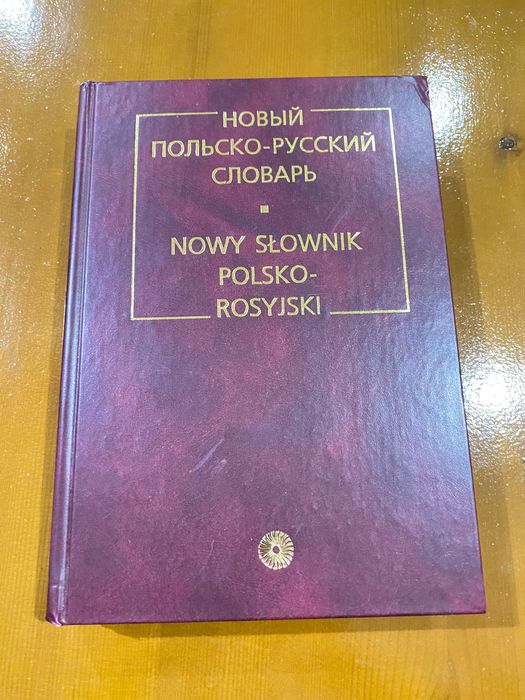 НОВЫЙ
ПОЛЬСКО-РУССКИЙ
СЛОВАРЬ
NOWY SŁOWNIK
POLSKO-
ROSYJSKI